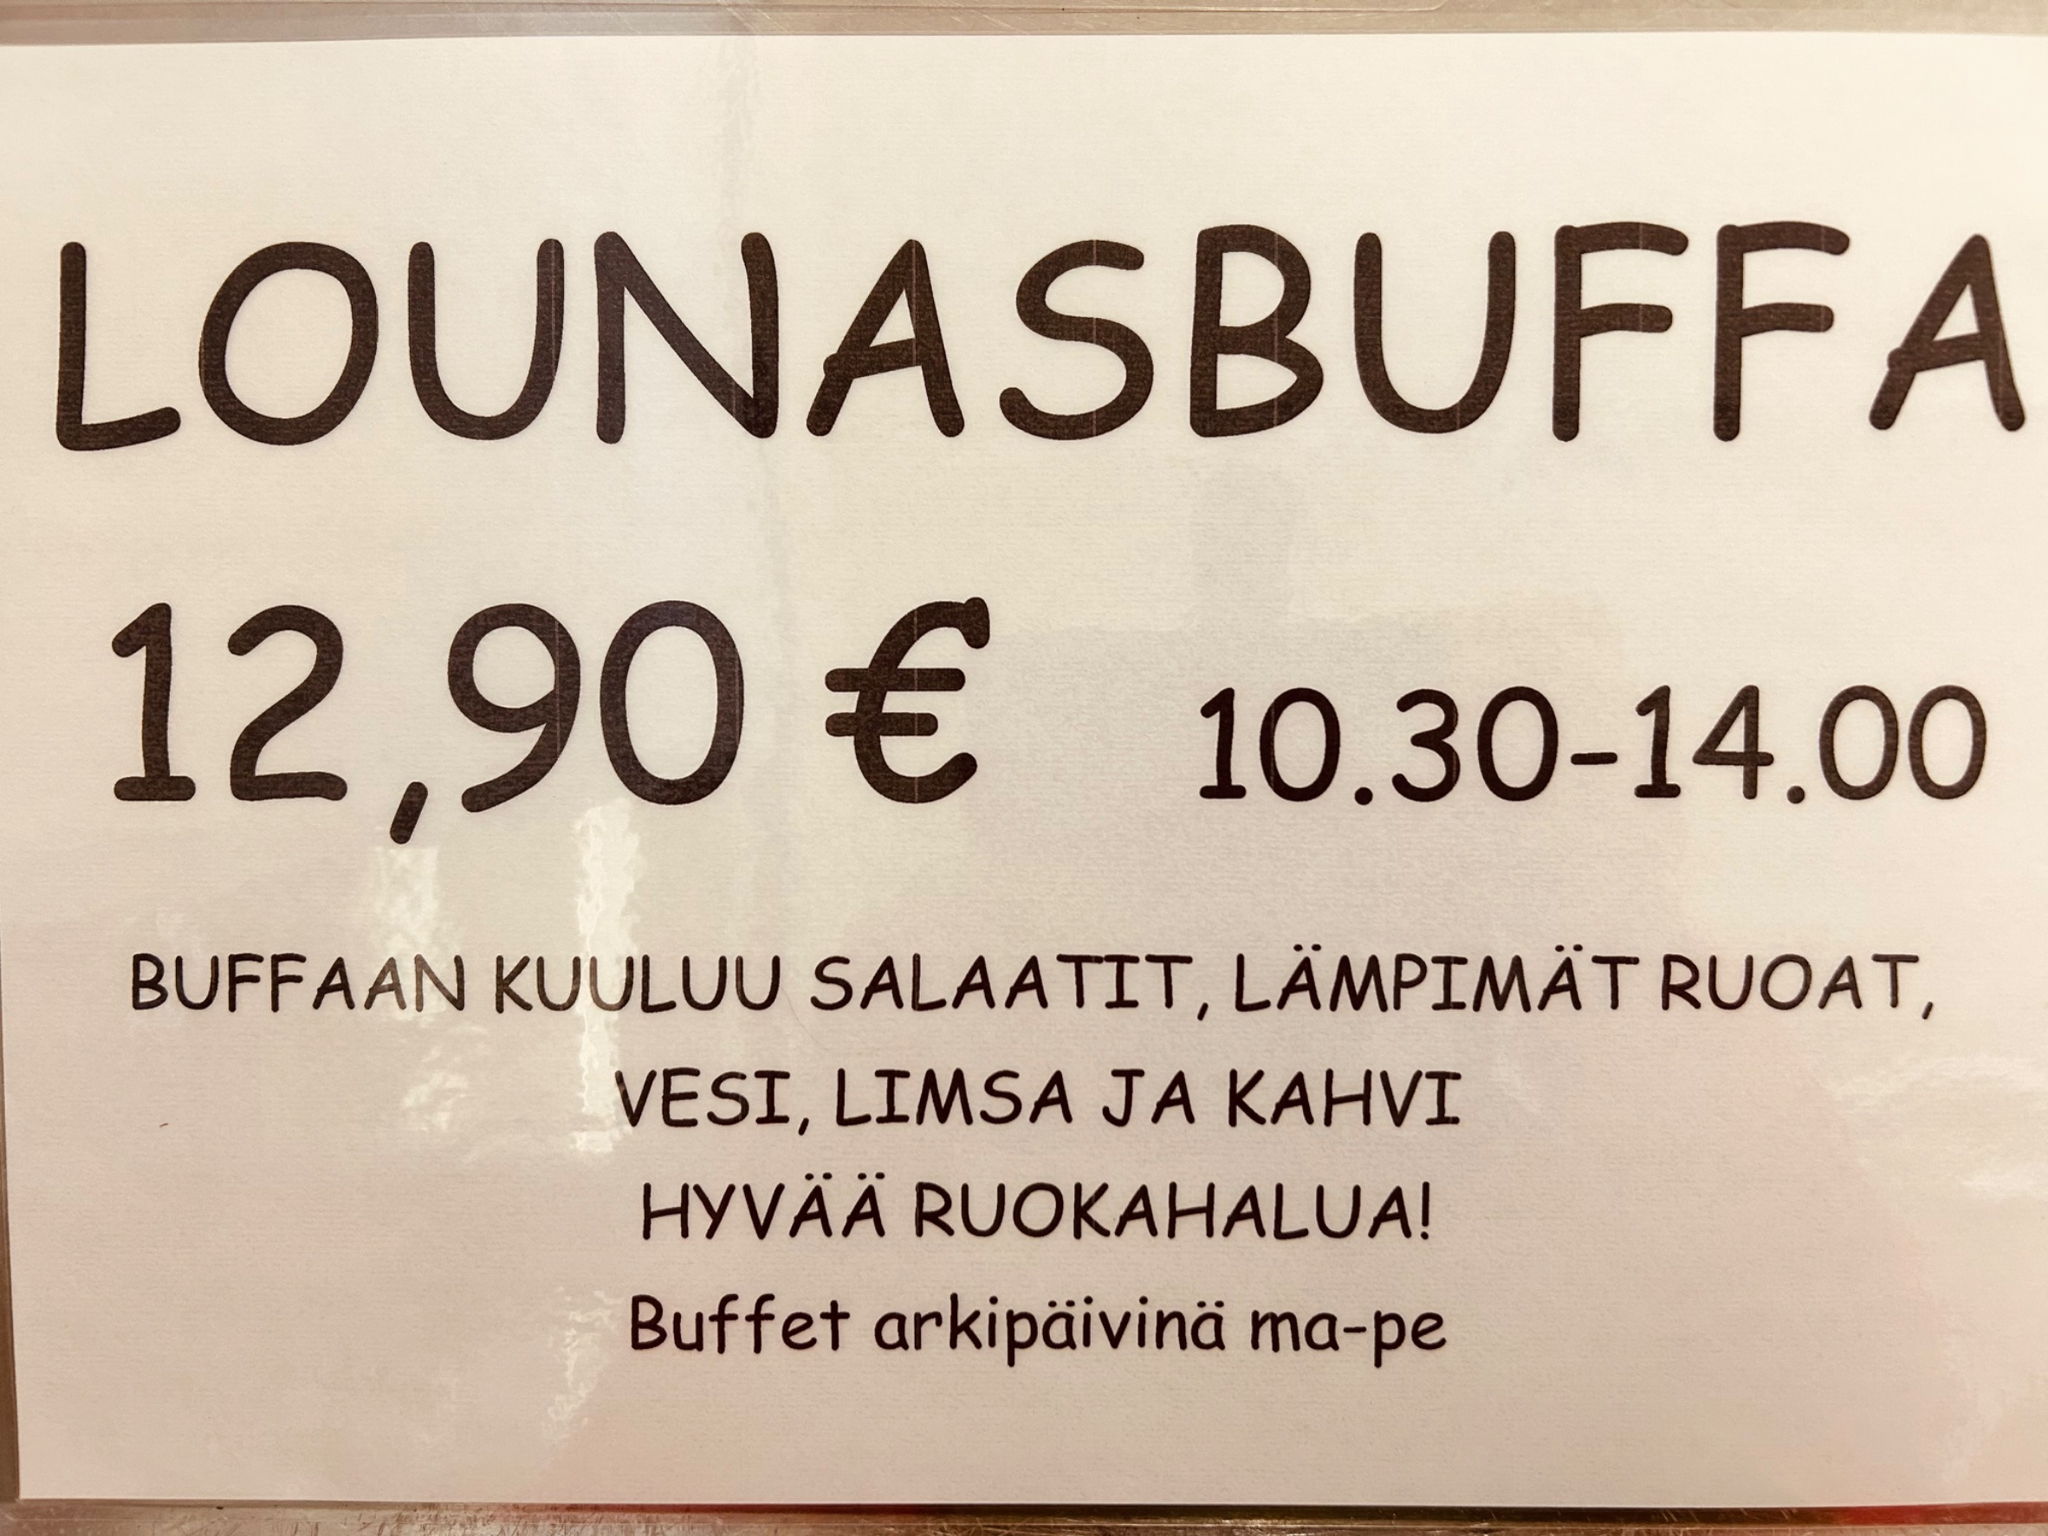 LOUNASBUFFA
12,90 € 10.30-14.00
BUFFAAN KUULUU SALAATIT, LÄMPIMÄT RUOAT,
VESI, LIMSA JA KAHVI
HYVÄÄ RUOKAHALUA!
Buffet arkipäivinä ma-pe